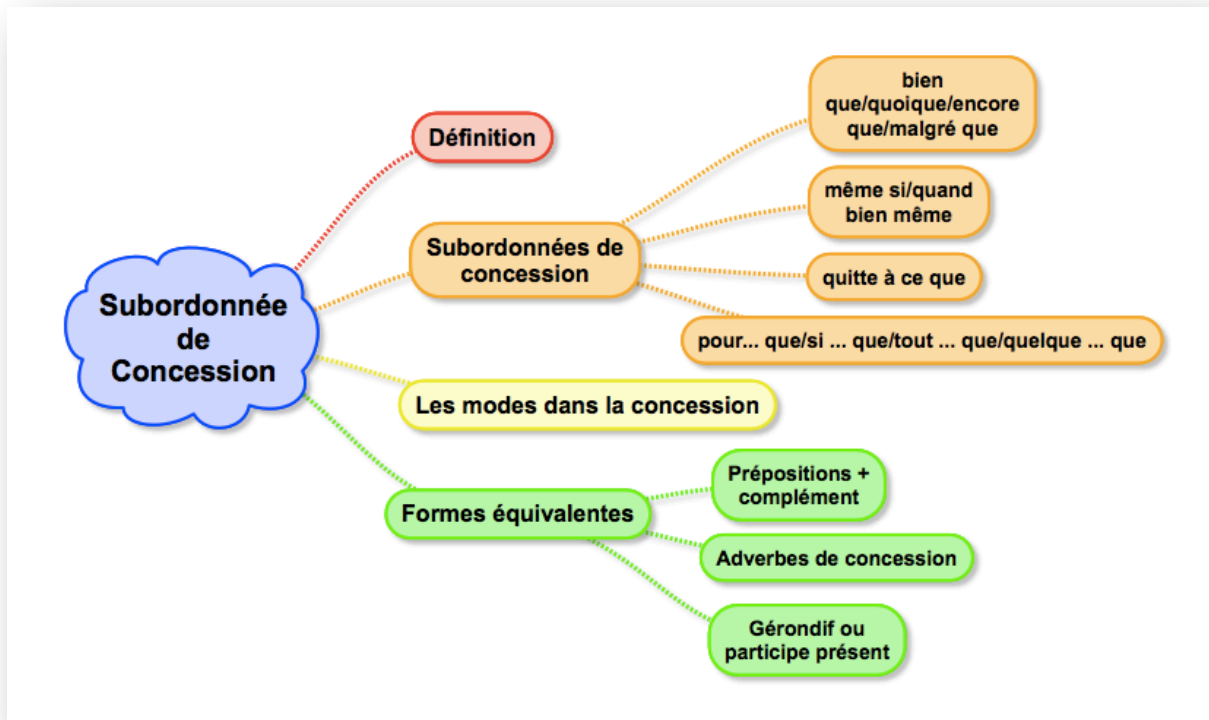 Subordonnée
de
Concession
Définition
Subordonnées de
concession
bien
que/quoique/encore
que/malgré que
même si/quand
bien même
quitte à ce que
pour... que/si ... que/tout ... que/quelque ... que
Les modes dans la concession
Formes équivalentes
Prépositions +
complément
Adverbes de concession
Gérondif ou
participe présent